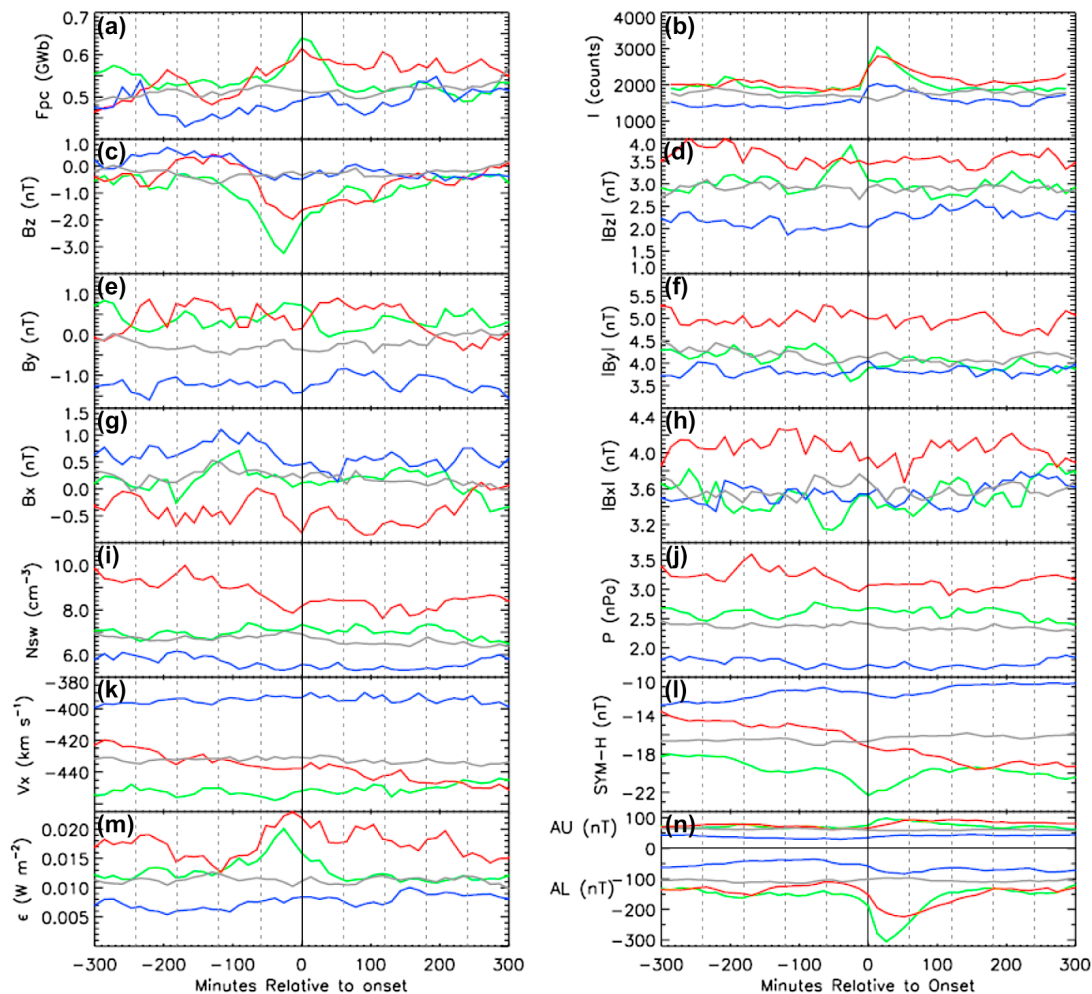 (a)
Fpc (GWb)
0.7
0.6
0.5
(b)
I (counts)
4000
3000
2000
1000
(c)
Bz (nT)
0.0
-1.0
-2.0
-3.0
(d)
|Bz| (nT)
4.0
3.5
3.0
2.5
2.0
1.5
1.0
(e)
By (nT)
1.0
0.0
-1.0
(f)
|By| (nT)
5.5
5.0
4.5
4.0
3.5
(g)
Bx (nT)
1.5
1.0
0.5
0.0
-0.5
(h)
|Bx| (nT)
4.4
4.0
3.6
3.2
(i)
Nsw (cm⁻³)
10.0
8.0
6.0
(j)
P (nPa)
3.5
3.0
2.5
2.0
(k)
Vx (km s⁻¹)
-380
-400
-420
-440
(l)
SYM-H (nT)
-10
-14
-18
-22
(m)
ϵ (W m⁻²)
0.020
0.015
0.010
0.005
(n)
AU (nT)
AL (nT)
100
0
-100
-200
-300
-300 -200 -100 0 100 200 300
Minutes Relative to onset
-300 -200 -100 0 100 200 300
Minutes Relative to Onset